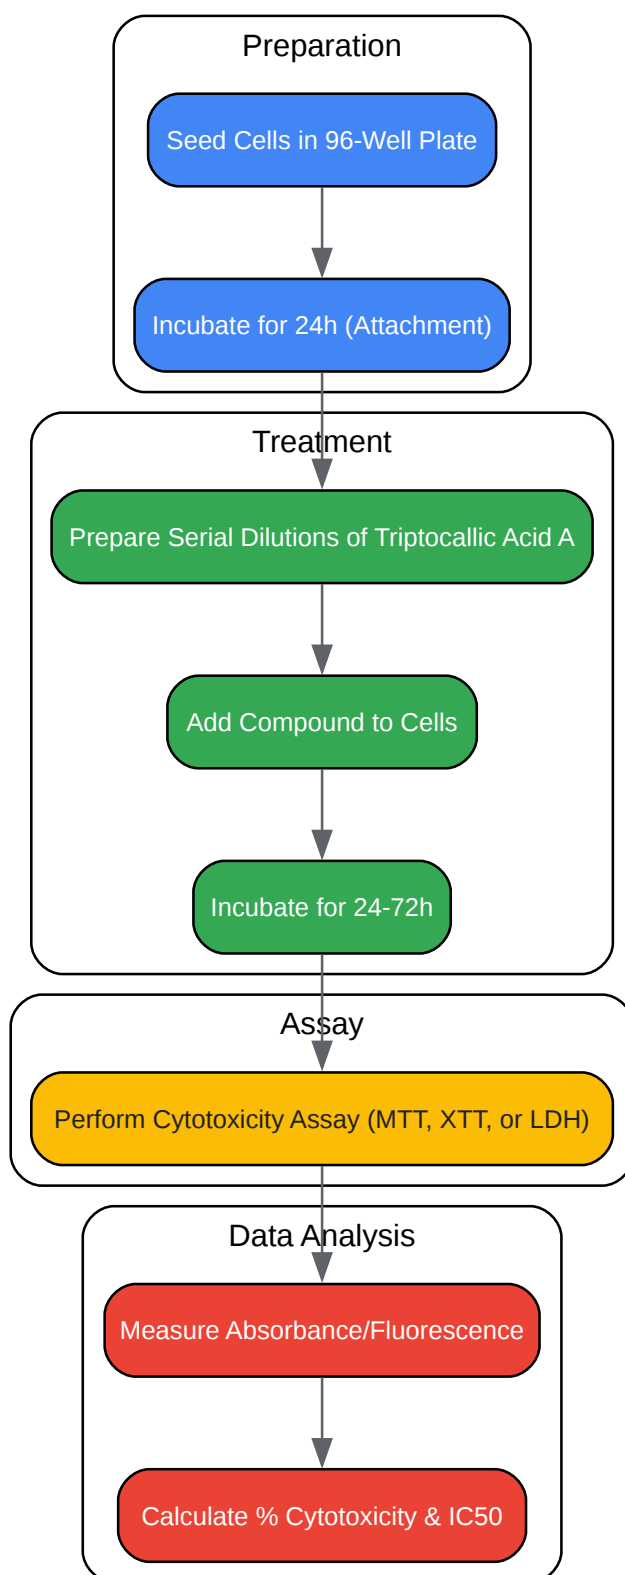 Preparation
Seed Cells in 96-Well Plate
Incubate for 24h (Attachment)
Treatment
Prepare Serial Dilutions of Triptocallic Acid A
Add Compound to Cells
Incubate for 24-72h
Assay
Perform Cytotoxicity Assay (MTT, XTT, or LDH)
Data Analysis
Measure Absorbance/Fluorescence
Calculate % Cytotoxicity & IC50